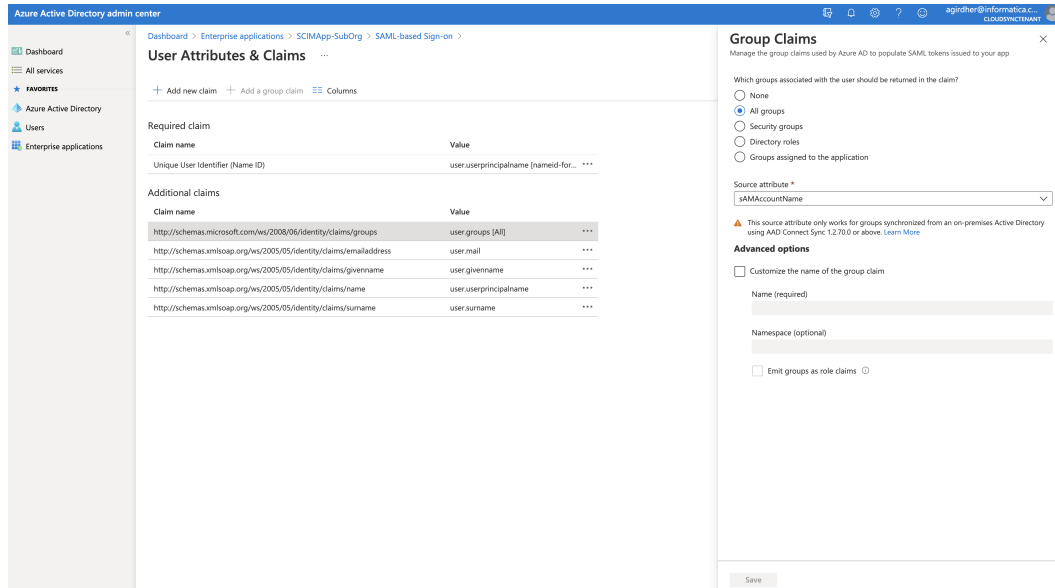 Azure Active Directory admin center
agirdher@informatica.c...
CLOUDSYNCTENANT
«
Dashboard
All services
FAVORITES
Azure Active Directory
Users
Enterprise applications
Dashboard > Enterprise applications > SCIMApp-SubOrg > SAML-based Sign-on >
User Attributes & Claims ...
+ Add new claim + Add a group claim Columns
Required claim
Claim name Value
Unique User Identifier (Name ID) user.userprincipalname [nameid-for... •••
Additional claims
Claim name Value
http://schemas.microsoft.com/ws/2008/06/identity/claims/groups user.groups [All] •••
http://schemas.xmlsoap.org/ws/2005/05/identity/claims/emailaddress user.mail •••
http://schemas.xmlsoap.org/ws/2005/05/identity/claims/givenname user.givenname •••
http://schemas.xmlsoap.org/ws/2005/05/identity/claims/name user.userprincipalname •••
http://schemas.xmlsoap.org/ws/2005/05/identity/claims/surname user.surname •••
Group Claims
Manage the group claims used by Azure AD to populate SAML tokens issued to your app
Which groups associated with the user should be returned in the claim?
None
All groups
Security groups
Directory roles
Groups assigned to the application
Source attribute *
sAMAccountName
This source attribute only works for groups synchronized from an on-premises Active Directory
using AAD Connect Sync 1.2.70.0 or above. Learn More
Advanced options
Customize the name of the group claim
Name (required)
Namespace (optional)
Emit groups as role claims
Save